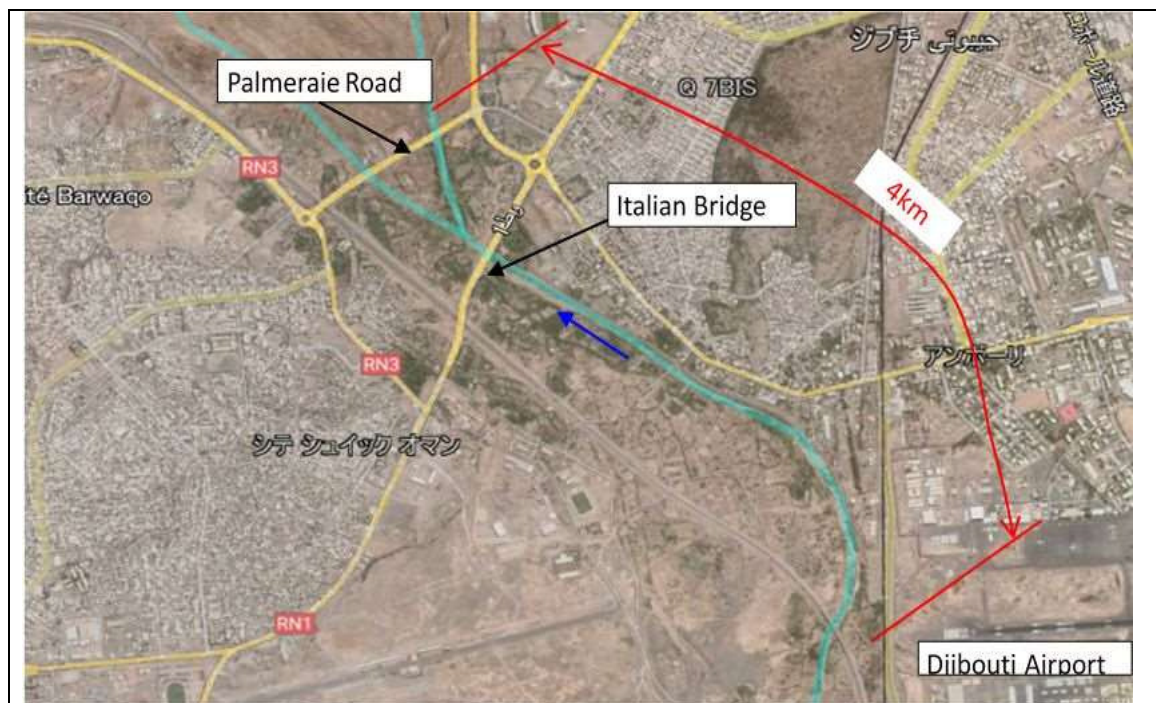 ジブチ جيبوتي
Palmeraie Road
Q 7BIS
RN3
té Barwaqo
4km
Italian Bridge
アンボーリ
RN3
シテ シュイック オマン
RN1
Djibouti Airport